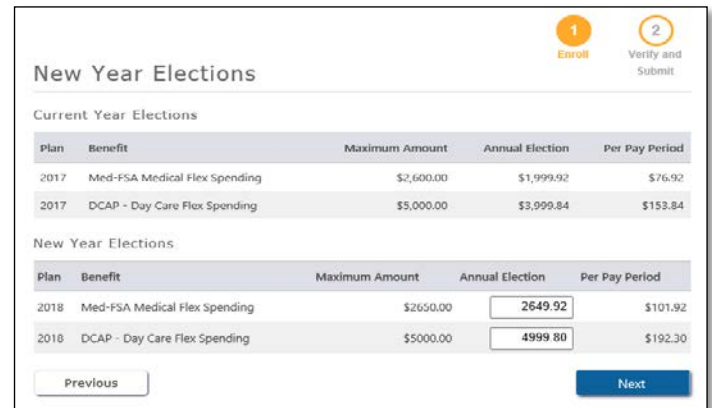 1
2
Enroll
Verify and
Submit
New Year Elections
Current Year Elections
Plan Benefit Maximum Amount Annual Election Per Pay Period
2017 Med-FSA Medical Flex Spending $2,600.00 $1,999.92 $76.92
2017 DCAP - Day Care Flex Spending $5,000.00 $3,999.84 $153.84
New Year Elections
Plan Benefit Maximum Amount Annual Election Per Pay Period
2018 Med-FSA Medical Flex Spending $2650.00 2649.92 $101.92
2018 DCAP - Day Care Flex Spending $5000.00 4999.80 $192.30
Previous Next